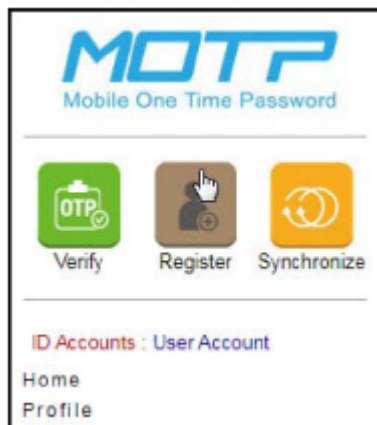 MOTP
Mobile One Time Password
OTP
Verify Register Synchronize
ID Accounts : User Account
Home
Profile